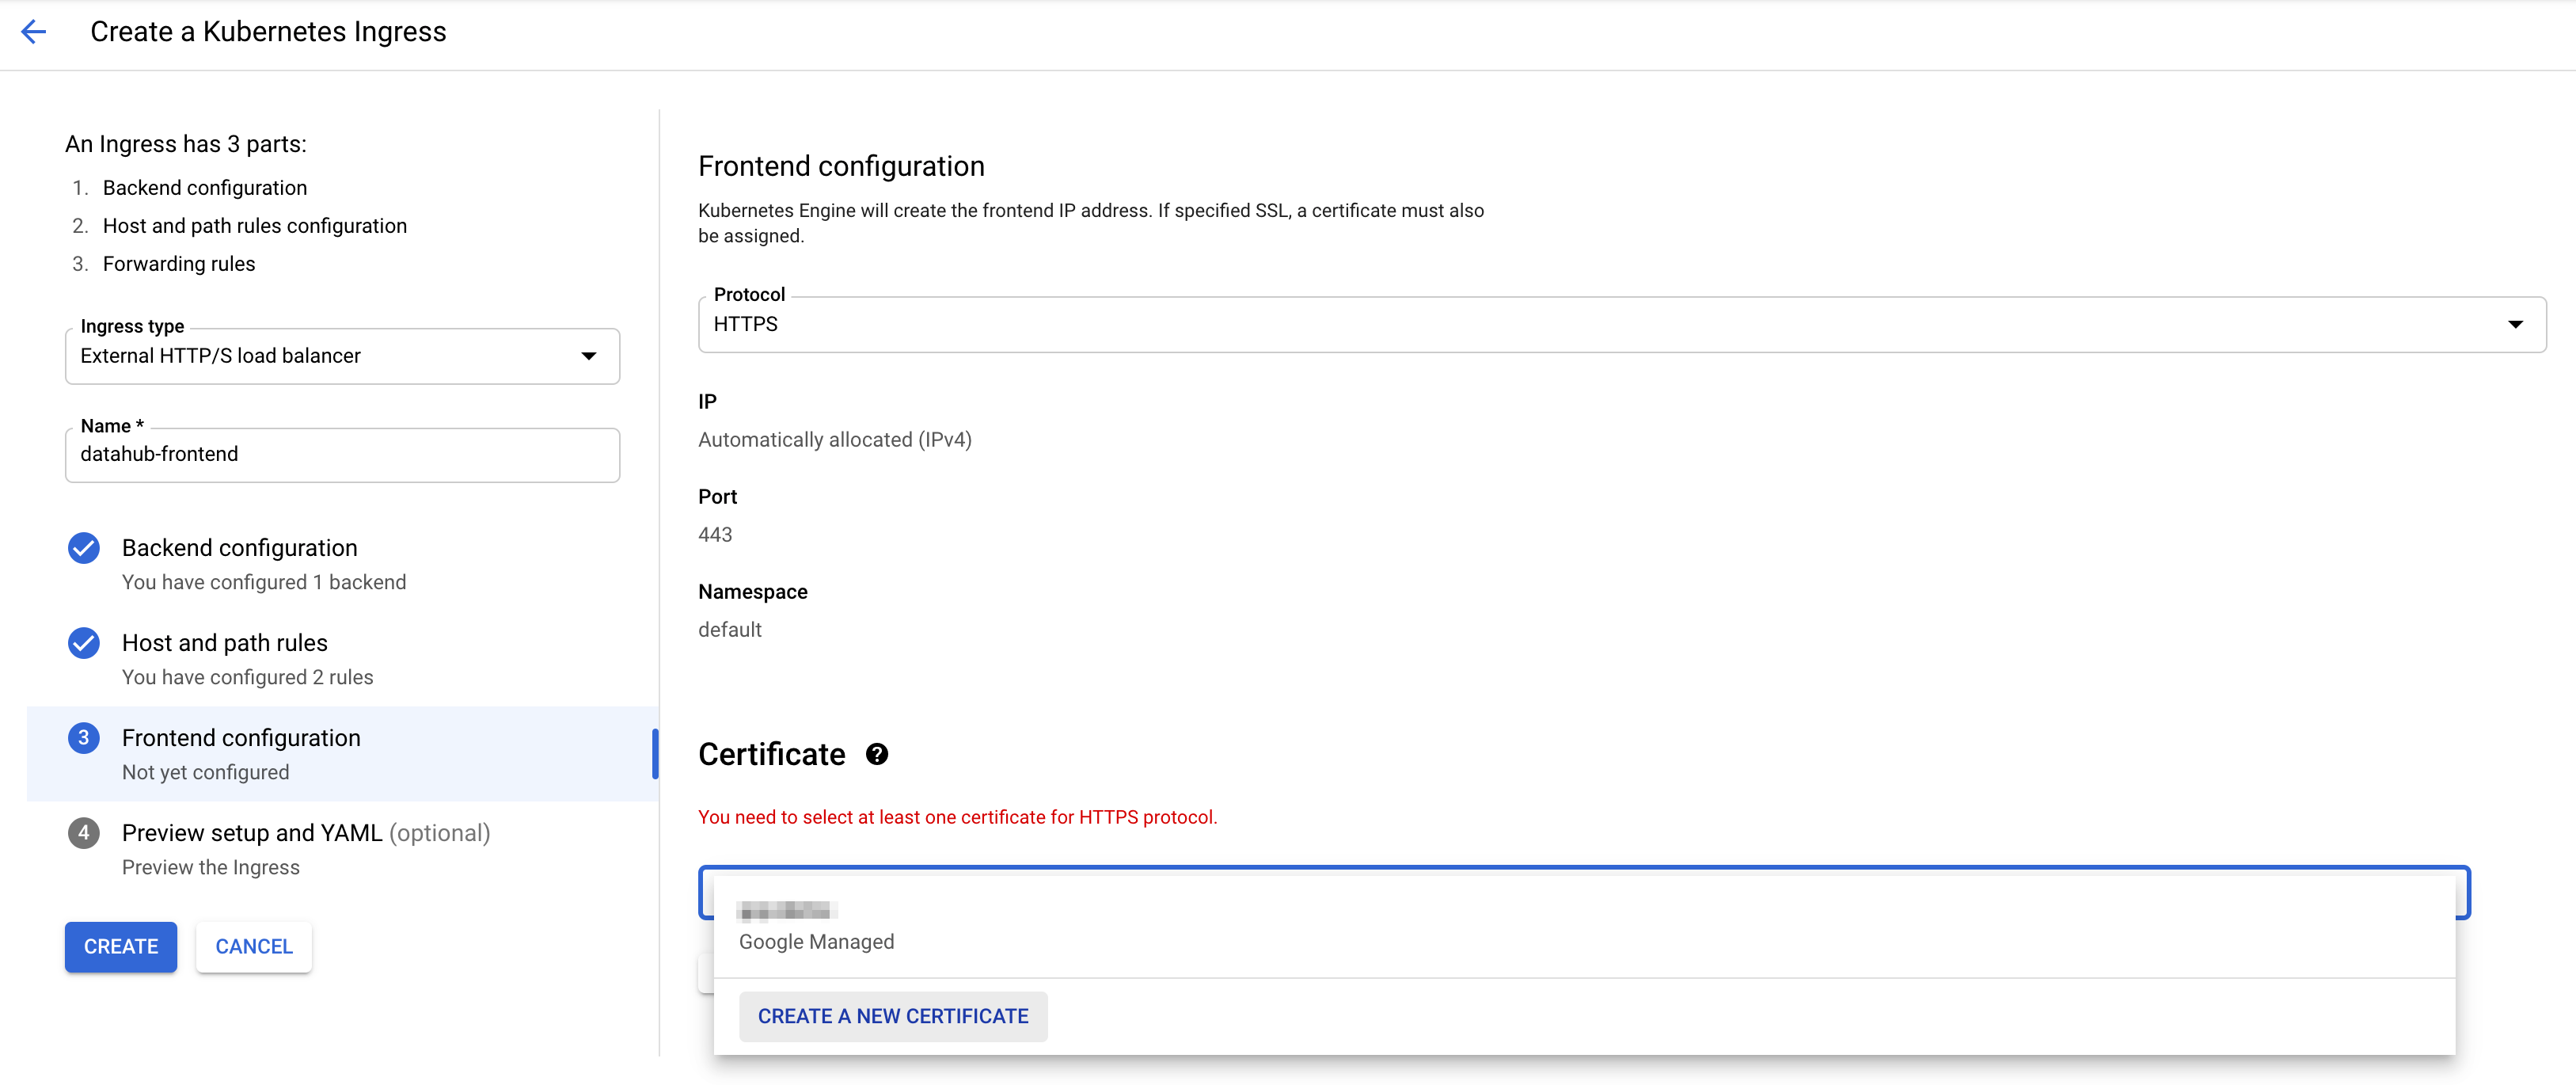 Create a Kubernetes Ingress
An Ingress has 3 parts:
1. Backend configuration
2. Host and path rules configuration
3. Forwarding rules
Ingress type
External HTTP/S load balancer
Name *
datahub-frontend
Backend configuration
You have configured 1 backend
Host and path rules
You have configured 2 rules
3 Frontend configuration
Not yet configured
4 Preview setup and YAML (optional)
Preview the Ingress
CREATE CANCEL
Frontend configuration
Kubernetes Engine will create the frontend IP address. If specified SSL, a certificate must also
be assigned.
Protocol
HTTPS
IP
Automatically allocated (IPv4)
Port
443
Namespace
default
Certificate ?
You need to select at least one certificate for HTTPS protocol.
Google Managed
CREATE A NEW CERTIFICATE